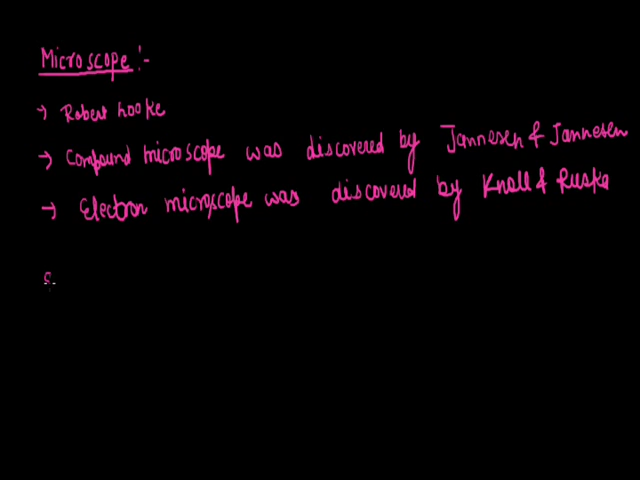 Microscope :-
→ Robert hooke
→ Compound microscope was discovered by Jannesen & Jannesen
→ Electron microscope was discovered by Knoll & Ruska